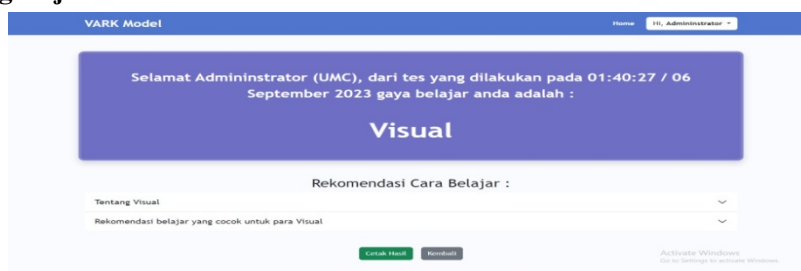 VARK Model
Home
Hi, Admininstrator
Selamat Admininstrator (UMC), dari tes yang dilakukan pada 01:40:27 / 06
September 2023 gaya belajar anda adalah :
Visual
Rekomendasi Cara Belajar :
Tentang Visual
Rekomendasi belajar yang cocok untuk para Visual
Cetak Hasil
Kembali
Activate Windows
Go to Settings to activate Windows.